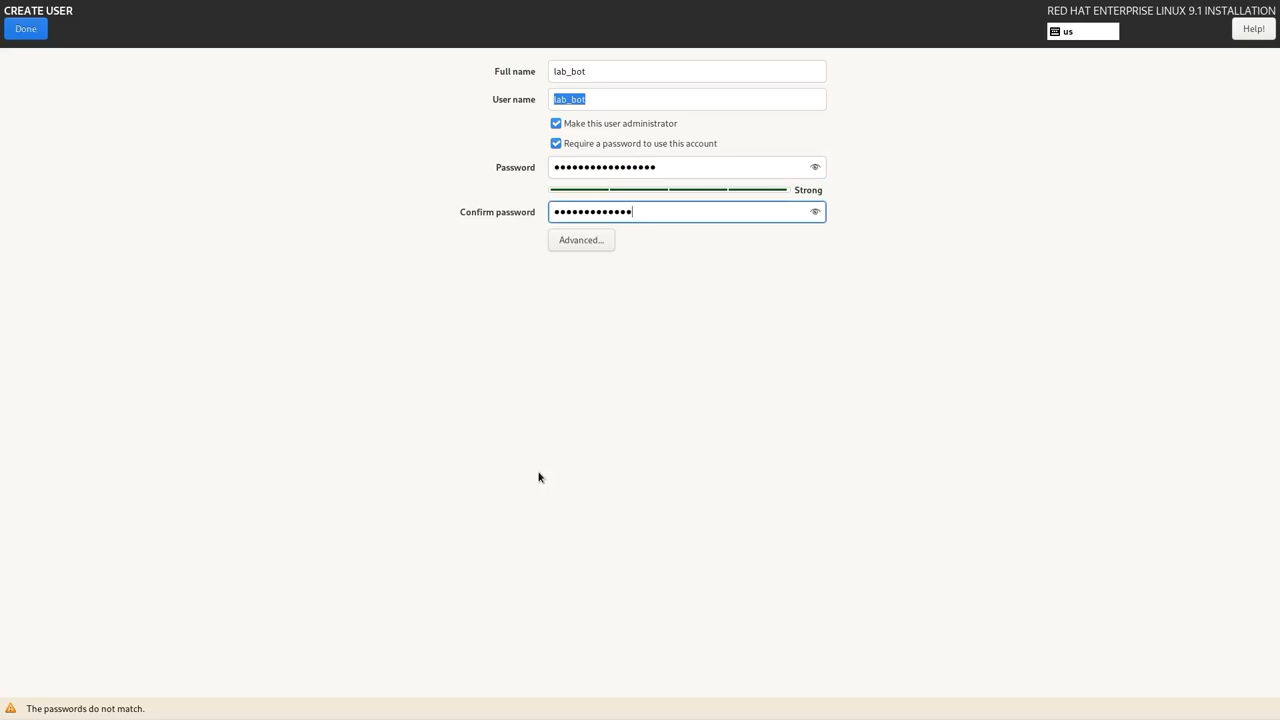 CREATE USER
RED HAT ENTERPRISE LINUX 9.1 INSTALLATION
Done
us
Help!
Full name
lab_bot
User name
lab_bot
Make this user administrator
Require a password to use this account
Password
•••••••••••••••••
Strong
Confirm password
•••••••••••••
Advanced...
The passwords do not match.